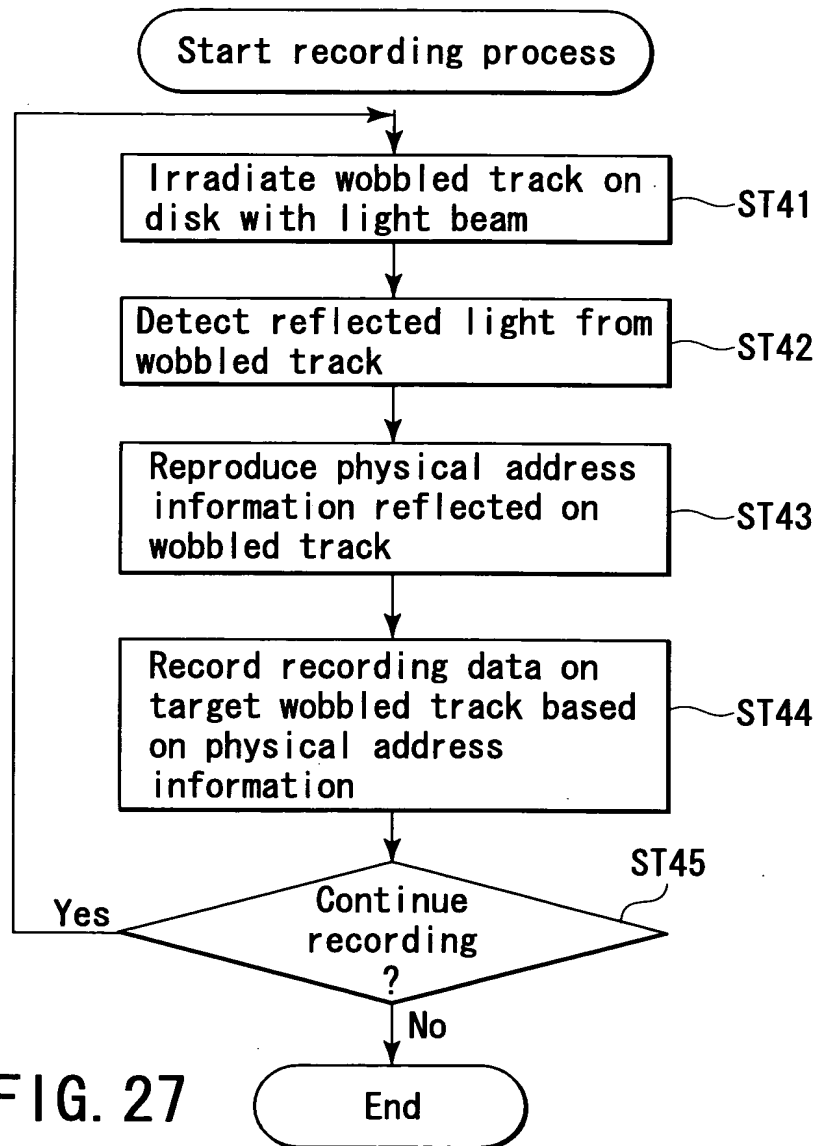 Start recording process
Irradiate wobbled track on
disk with light beam
ST41
Detect reflected light from
wobbled track
ST42
Reproduce physical address
information reflected on
wobbled track
ST43
Record recording data on
target wobbled track based
on physical address
information
ST44
ST45
Continue
recording
?
Yes
No
End
FIG. 27